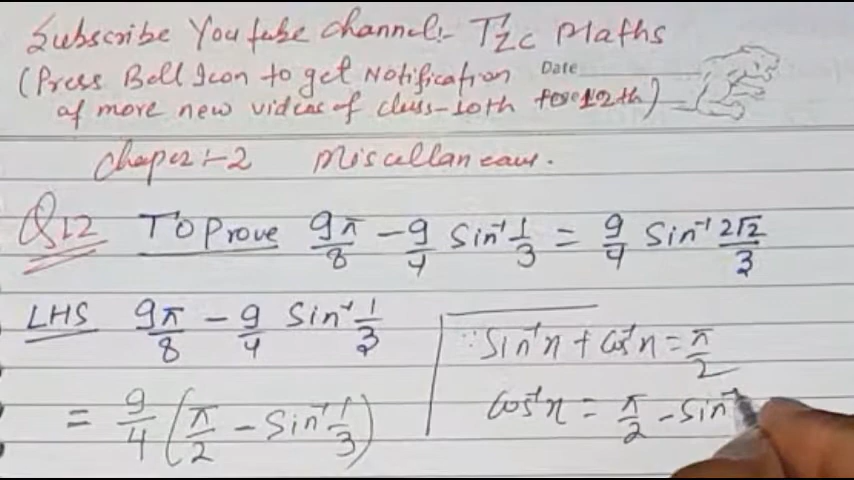 Subscribe YouTube channel:- TZC Maths
(Press Bell Icon to get Notification Date
of more new videos of class-10th to 12th)
Chaper:-2 Miscellaneous.
Q12 To Prove 9π/8 - 9/4 Sin⁻¹ 1/3 = 9/4 Sin⁻¹ 2√2/3
LHS 9π/8 - 9/4 Sin⁻¹ 1/3
∵ Sin⁻¹x + Cos⁻¹x = π/2
= 9/4 (π/2 - Sin⁻¹ 1/3)
Cos⁻¹x = π/2 - Sin⁻¹